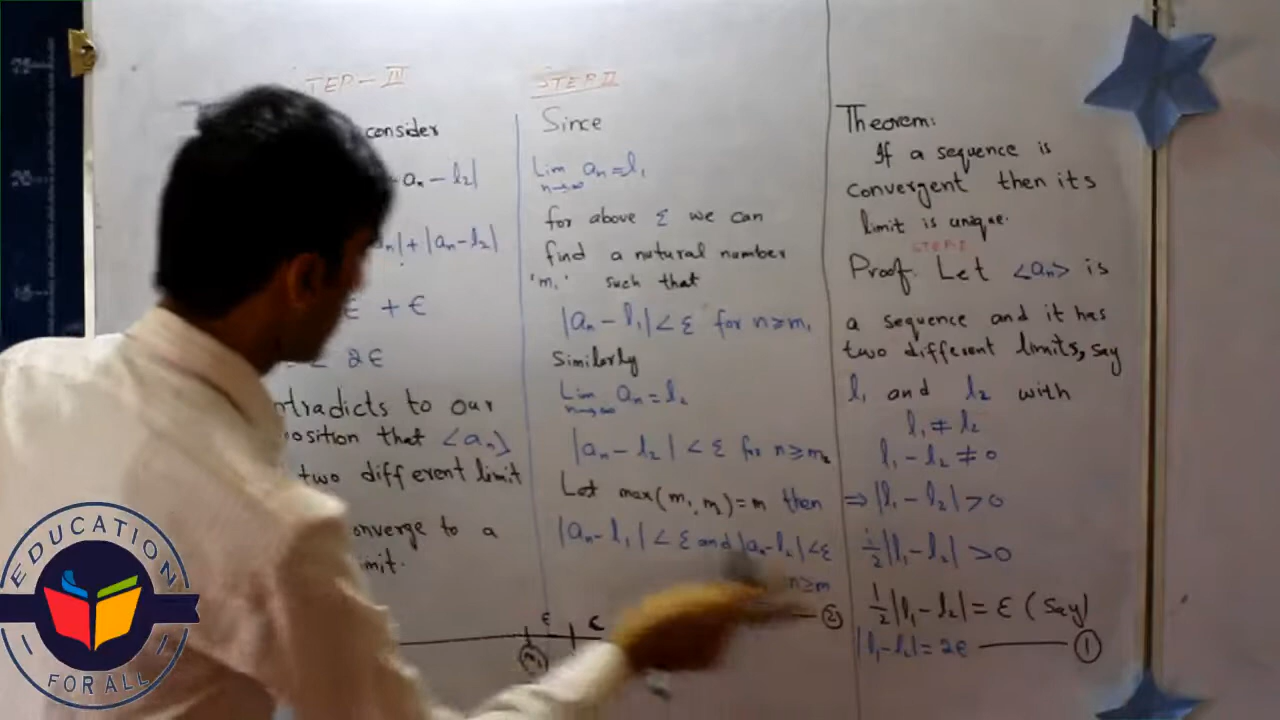 Theorem:
If a sequence is
convergent then its
limit is unique.
STEP-I
Proof. Let <aₙ> is
a sequence and it has
two different limits, say
l₁ and l₂ with
l₁ ≠ l₂
l₁ - l₂ ≠ 0
⇒ |l₁ - l₂| > 0
½|l₁ - l₂| > 0
½|l₁ - l₂| = ε (Say)
|l₁ - l₂| = 2ε ——— ①
STEP II
Since
Lim aₙ = l₁
n→∞
for above ε we can
find a natural number
'm₁' such that
|aₙ - l₁| < ε for n ≥ m₁
Similarly
Lim aₙ = l₂
n→∞
|aₙ - l₂| < ε for n ≥ m₂
Let max(m₁, m₂) = m then
|aₙ - l₁| < ε and |aₙ - l₂| < ε
n ≥ m
②
ε ε
TEP - III
consider
aₙ - l₂|
|+|aₙ - l₂|
ε + ε
2ε
ntradicts to our
position that <aₙ>
two different limit
onverge to a
imit.
EDUCATION
FOR ALL
25
20
15